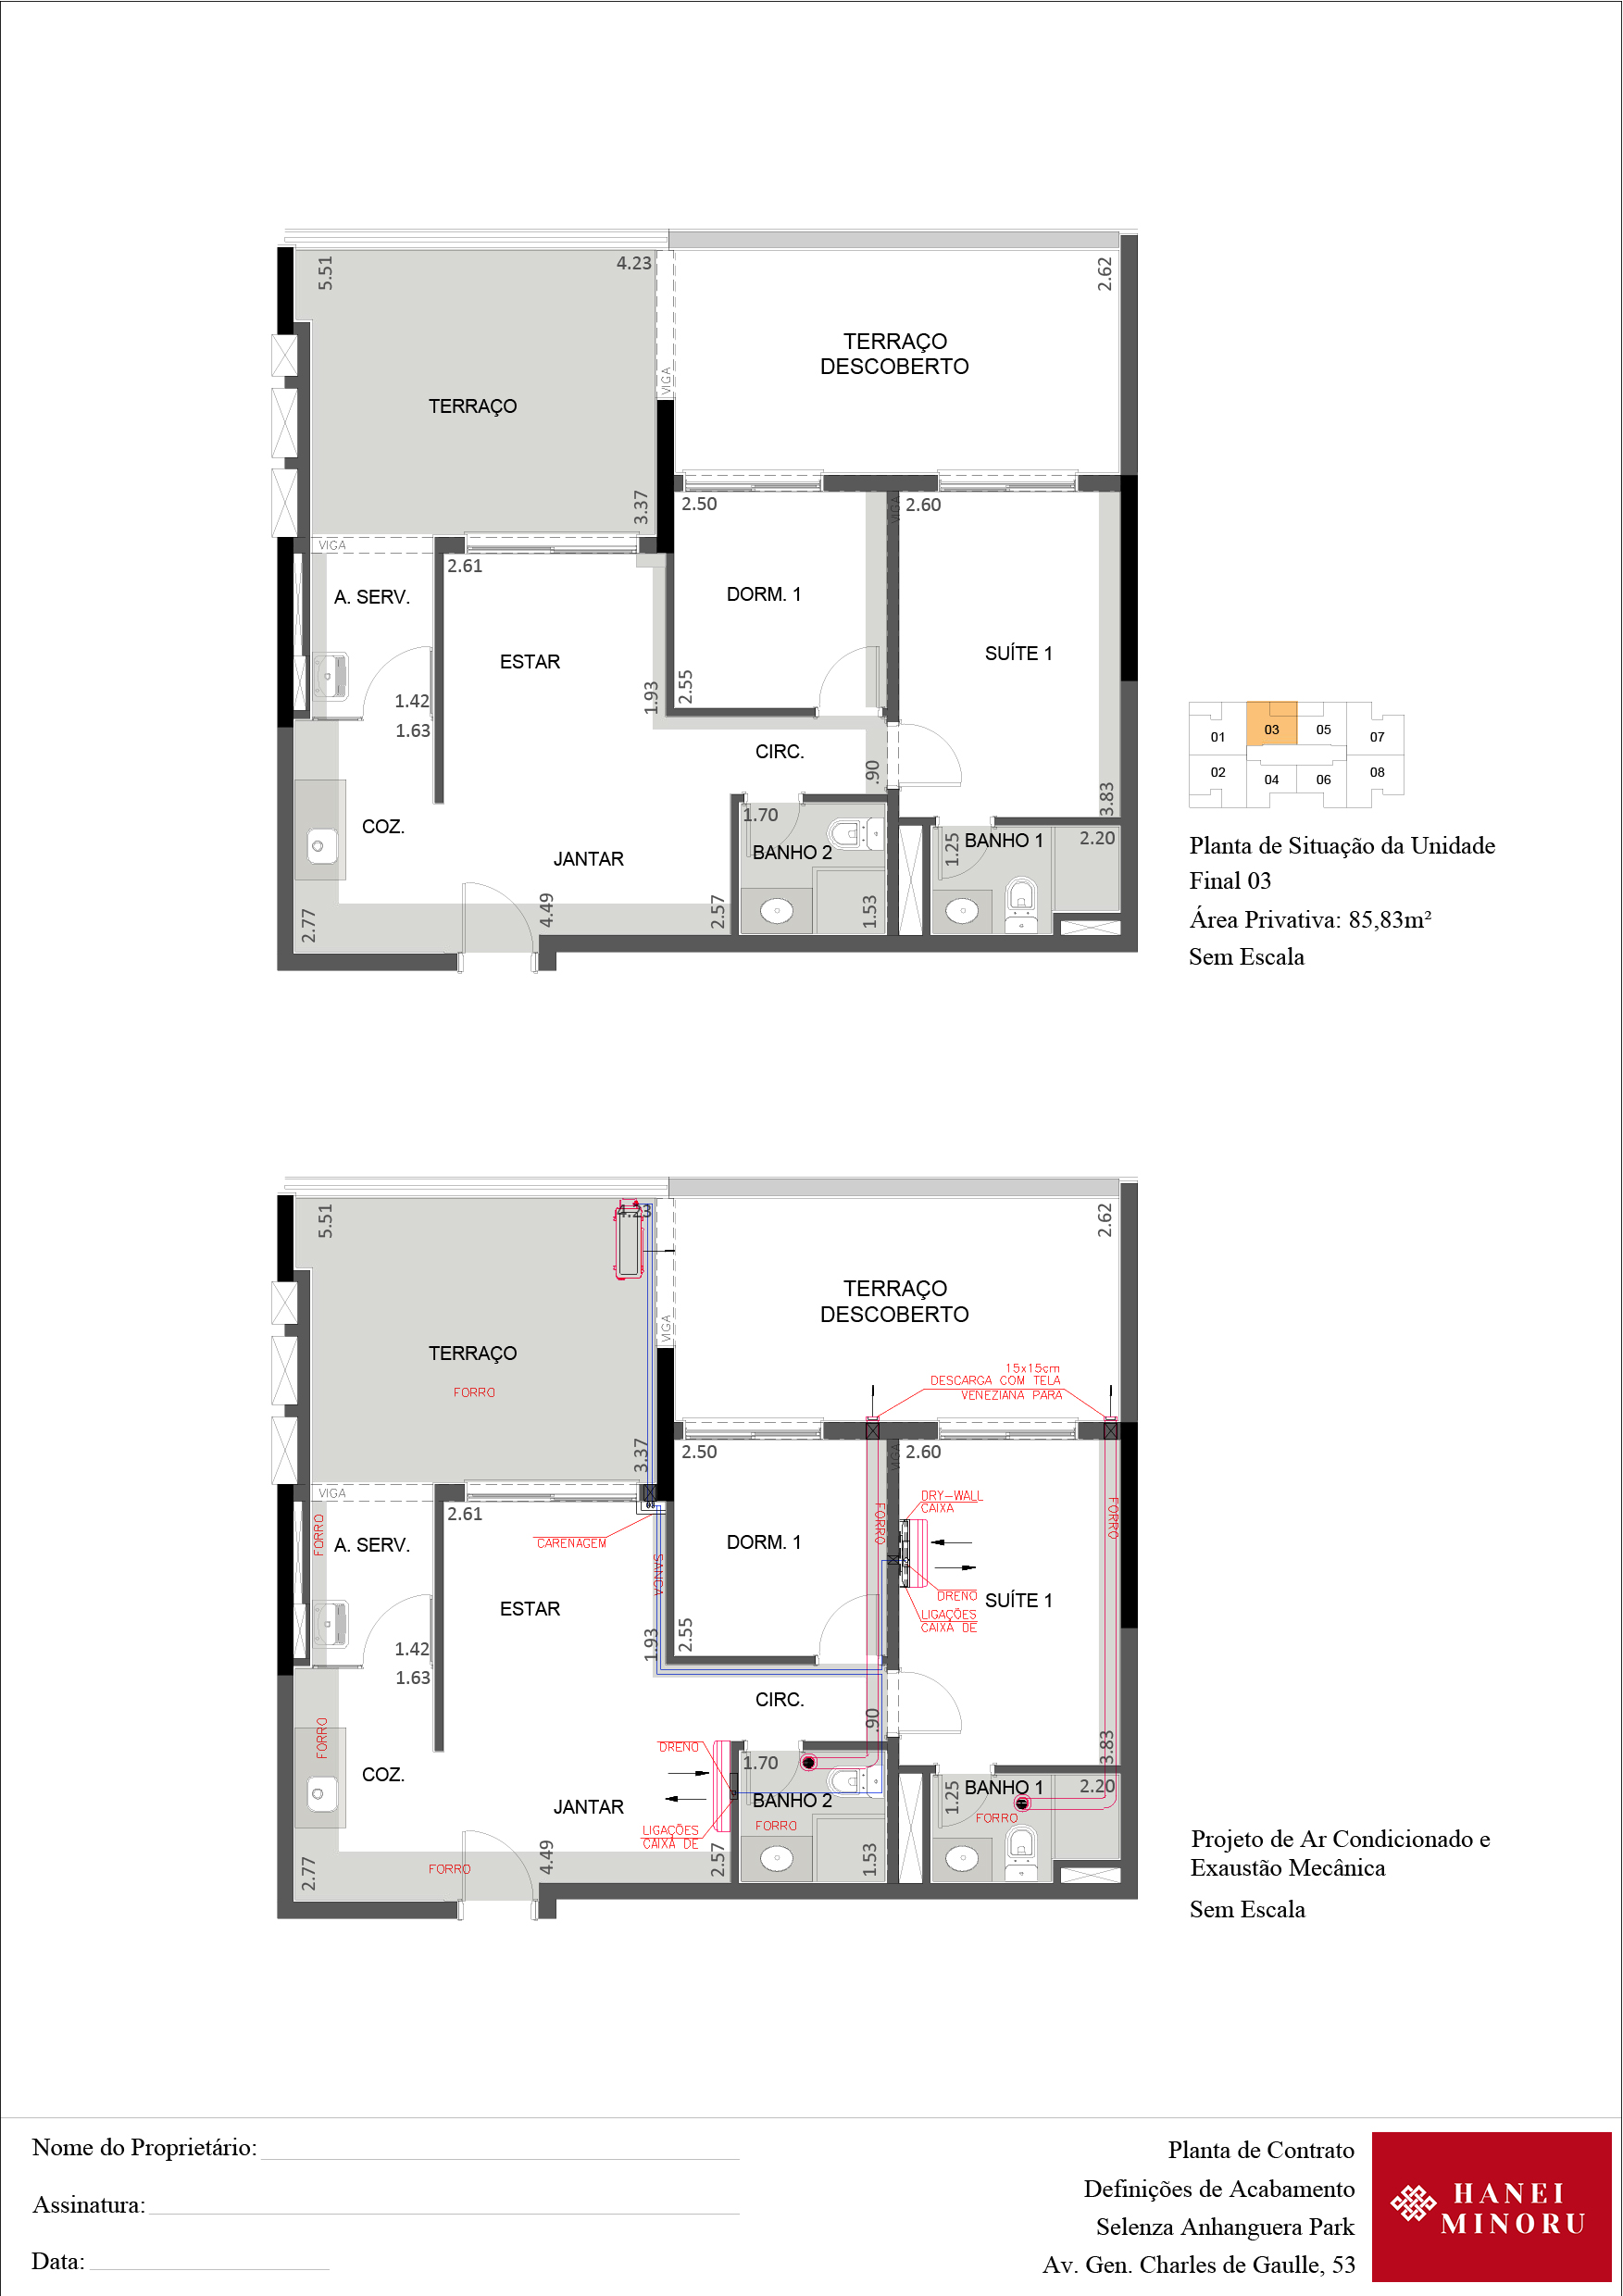 5.51
4.23
2.62
TERRAÇO
DESCOBERTO
VIGA
TERRAÇO
3.37
2.50
VIGA
2.60
VIGA
2.61
A. SERV.
DORM. 1
ESTAR
SUÍTE 1
1.42
1.93
2.55
1.63
CIRC.
.90
3.83
COZ.
1.70
BANHO 2
1.25
BANHO 1
2.20
JANTAR
2.77
4.49
2.57
1.53
01
03
05
07
02
04
06
08
Planta de Situação da Unidade
Final 03
Área Privativa: 85,83m²
Sem Escala
5.51
4.23
2.62
TERRAÇO
DESCOBERTO
VIGA
TERRAÇO
FORRO
15x15cm
DESCARGA COM TELA
VENEZIANA PARA
3.37
2.50
VIGA
2.60
VIGA
2.61
FORRO
A. SERV.
CARENAGEM
SANCA
DORM. 1
FORRO
DRY-WALL
CAIXA
FORRO
DRENO
SUÍTE 1
LIGAÇÕES
CAIXA DE
ESTAR
1.42
1.93
2.55
1.63
CIRC.
.90
3.83
FORRO
COZ.
DRENO
1.70
BANHO 2
FORRO
1.25
BANHO 1
FORRO
2.20
JANTAR
LIGAÇÕES
CAIXA DE
2.77
FORRO
4.49
2.57
1.53
Projeto de Ar Condicionado e
Exaustão Mecânica
Sem Escala
Nome do Proprietário:
Assinatura:
Data:
Planta de Contrato
Definições de Acabamento
Selenza Anhanguera Park
Av. Gen. Charles de Gaulle, 53
HANEI
MINORU